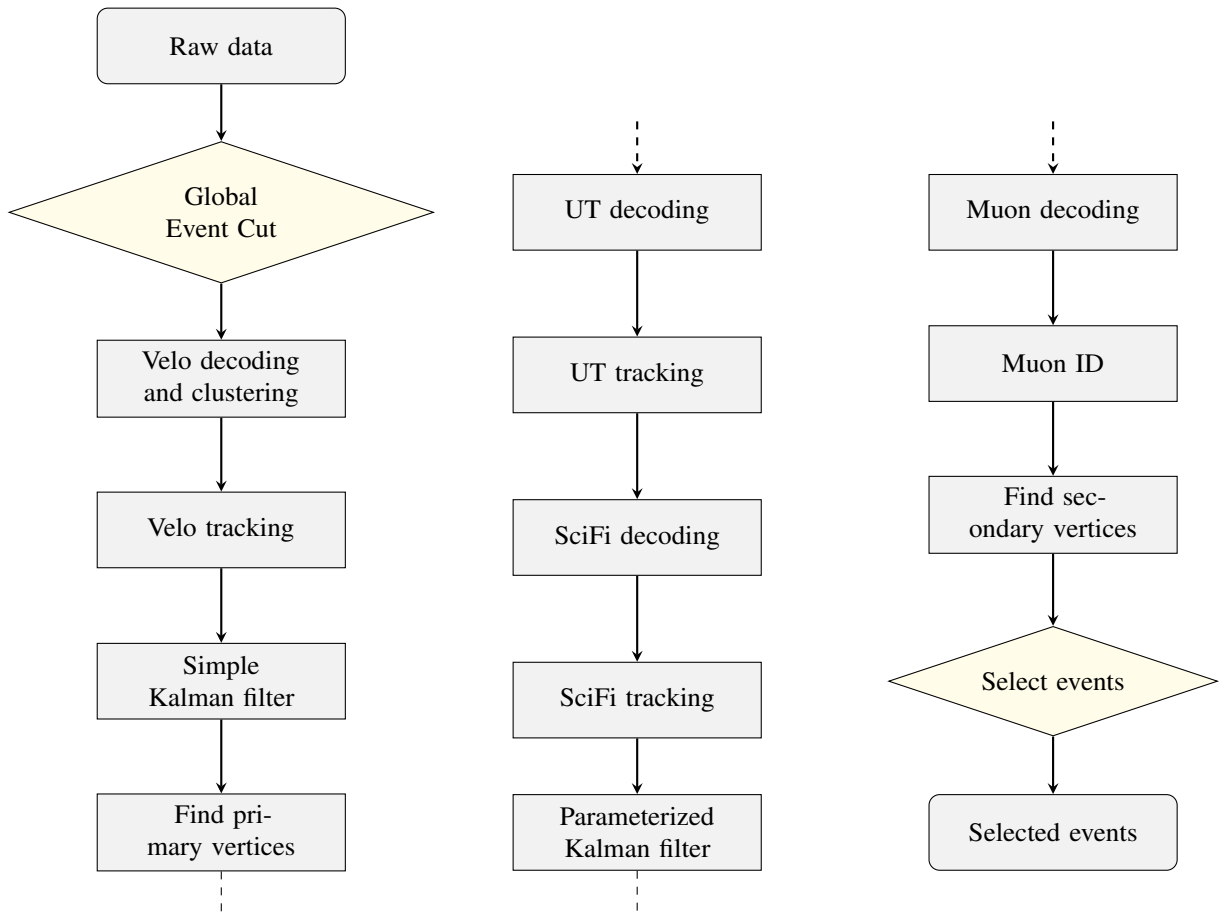 Raw data
Global
Event Cut
Velo decoding
and clustering
Velo tracking
Simple
Kalman filter
Find pri-
mary vertices
UT decoding
UT tracking
SciFi decoding
SciFi tracking
Parameterized
Kalman filter
Muon decoding
Muon ID
Find sec-
ondary vertices
Select events
Selected events